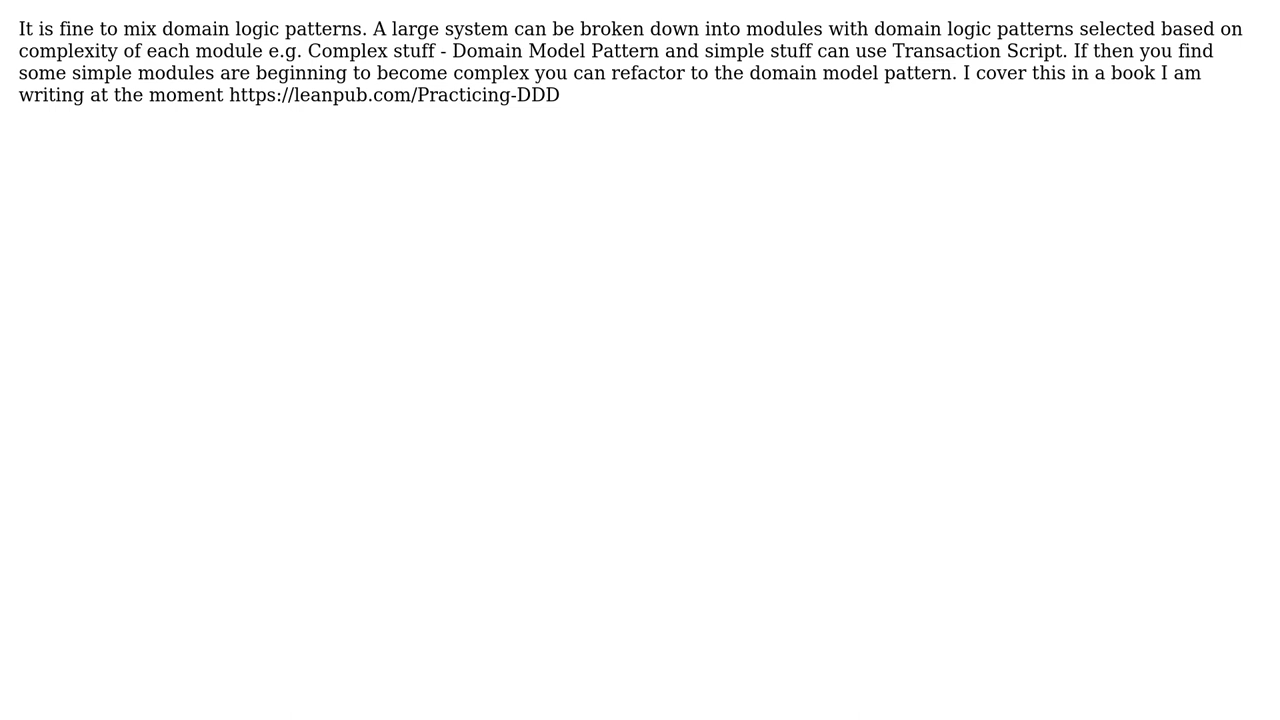 It is fine to mix domain logic patterns. A large system can be broken down into modules with domain logic patterns selected based on
complexity of each module e.g. Complex stuff - Domain Model Pattern and simple stuff can use Transaction Script. If then you find
some simple modules are beginning to become complex you can refactor to the domain model pattern. I cover this in a book I am
writing at the moment https://leanpub.com/Practicing-DDD